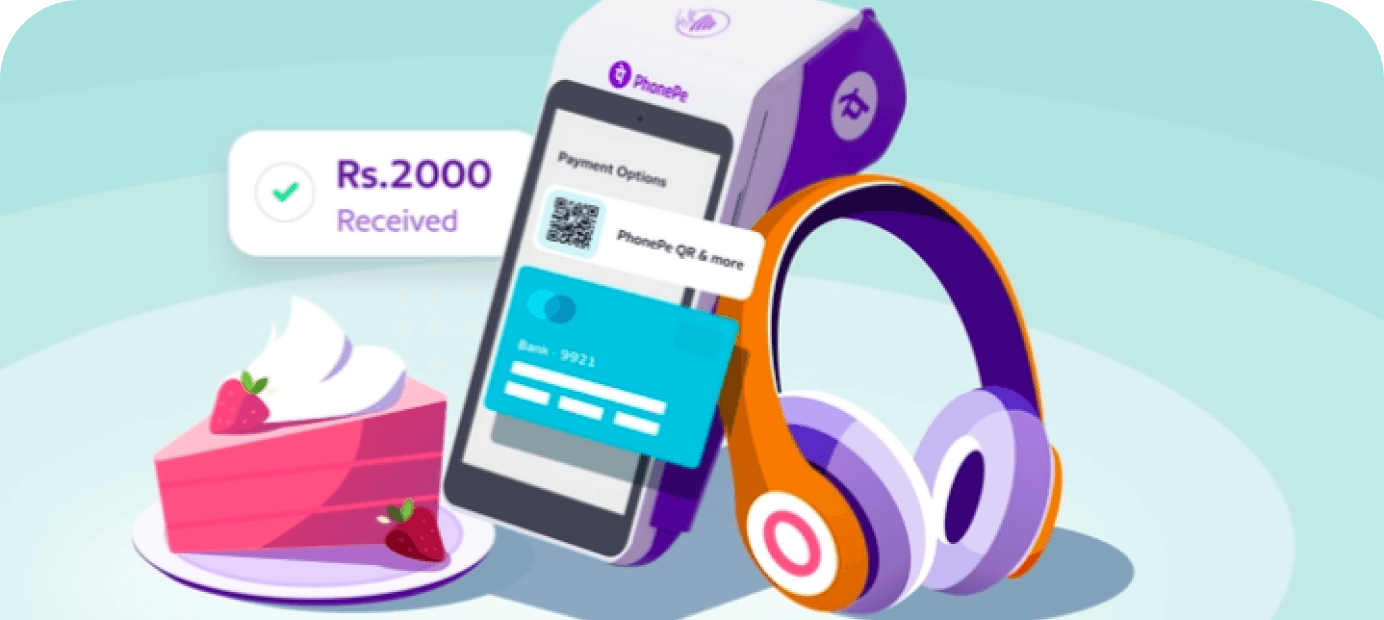 PhonePe
Rs.2000
Received
Payment Options
PhonePe QR & more
Bank - 9921